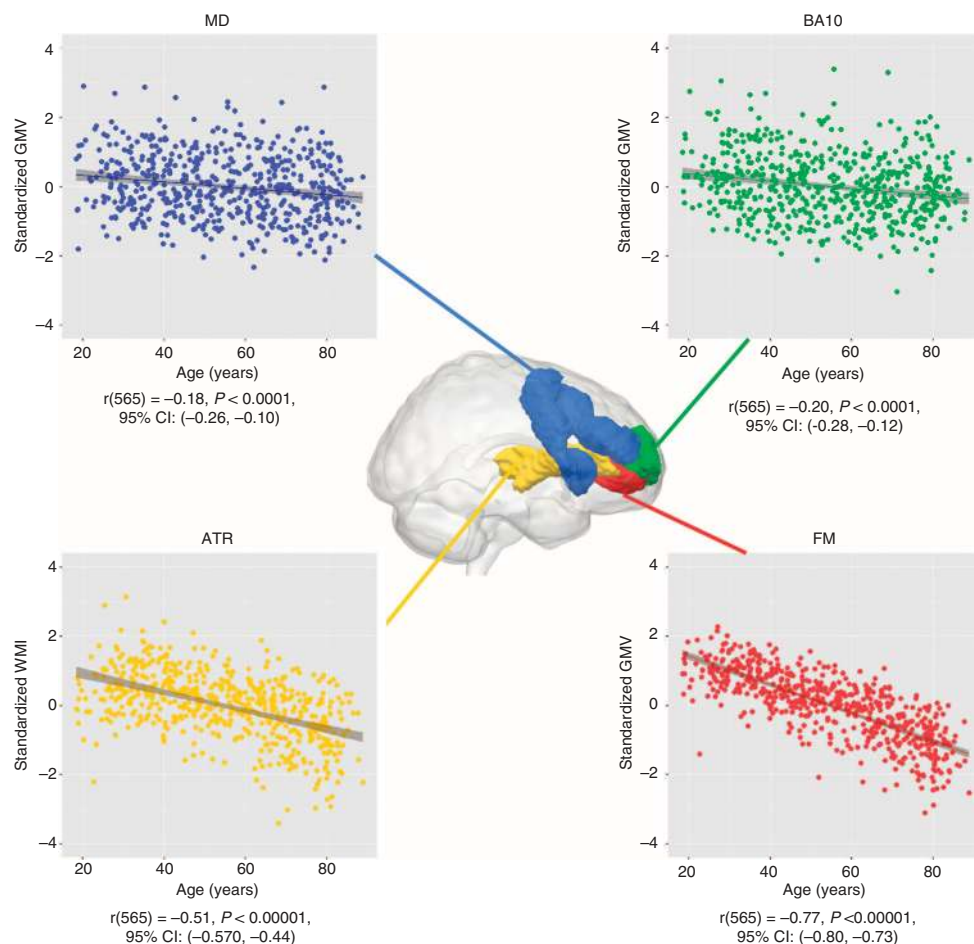 MD
Standardized GMV
4
2
0
–2
–4
20 40 60 80
Age (years)
r(565) = –0.18, P < 0.0001,
95% CI: (–0.26, –0.10)
BA10
Standardized GMV
4
2
0
–2
–4
20 40 60 80
Age (years)
r(565) = –0.20, P < 0.0001,
95% CI: (-0.28, –0.12)
ATR
Standardized WMI
4
2
0
–2
–4
20 40 60 80
Age (years)
r(565) = –0.51, P < 0.00001,
95% CI: (–0.570, –0.44)
FM
Standardized GMV
4
2
0
–2
–4
20 40 60 80
Age (years)
r(565) = –0.77, P <0.00001,
95% CI: (–0.80, –0.73)